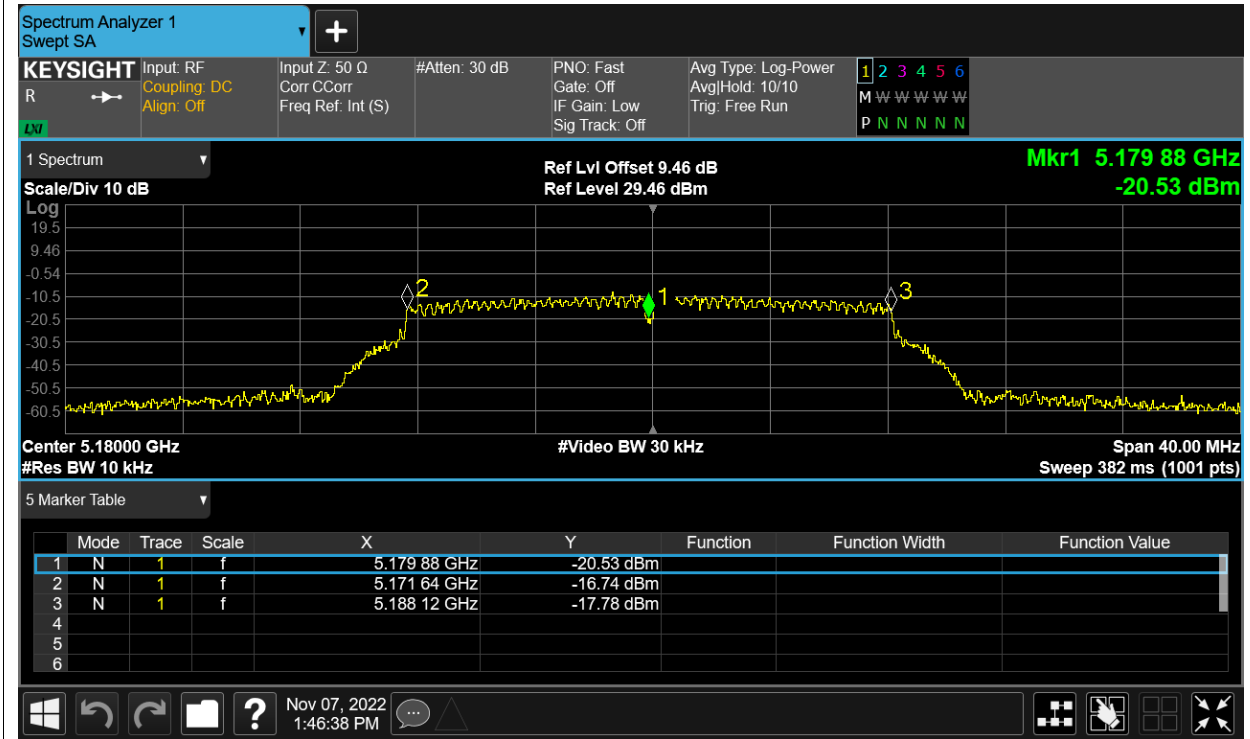 Spectrum Analyzer 1
Swept SA
KEYSIGHT Input: RF Input Z: 50 Ω #Atten: 30 dB PNO: Fast Avg Type: Log-Power 1 2 3 4 5 6
R Coupling: DC Corr CCorr Gate: Off Avg|Hold: 10/10 M W W W W W
Align: Off Freq Ref: Int (S) IF Gain: Low Trig: Free Run
LXI Sig Track: Off P N N N N N
1 Spectrum Ref Lvl Offset 9.46 dB Mkr1 5.179 88 GHz
Scale/Div 10 dB Ref Level 29.46 dBm -20.53 dBm
Log
19.5
9.46
-0.54
-10.5
-20.5
-30.5
-40.5
-50.5
-60.5
2
1
3
Center 5.18000 GHz #Video BW 30 kHz Span 40.00 MHz
#Res BW 10 kHz Sweep 382 ms (1001 pts)
5 Marker Table
Mode Trace Scale X Y Function Function Width Function Value
1 N 1 f 5.179 88 GHz -20.53 dBm
2 N 1 f 5.171 64 GHz -16.74 dBm
3 N 1 f 5.188 12 GHz -17.78 dBm
4
5
6
? Nov 07, 2022
1:46:38 PM